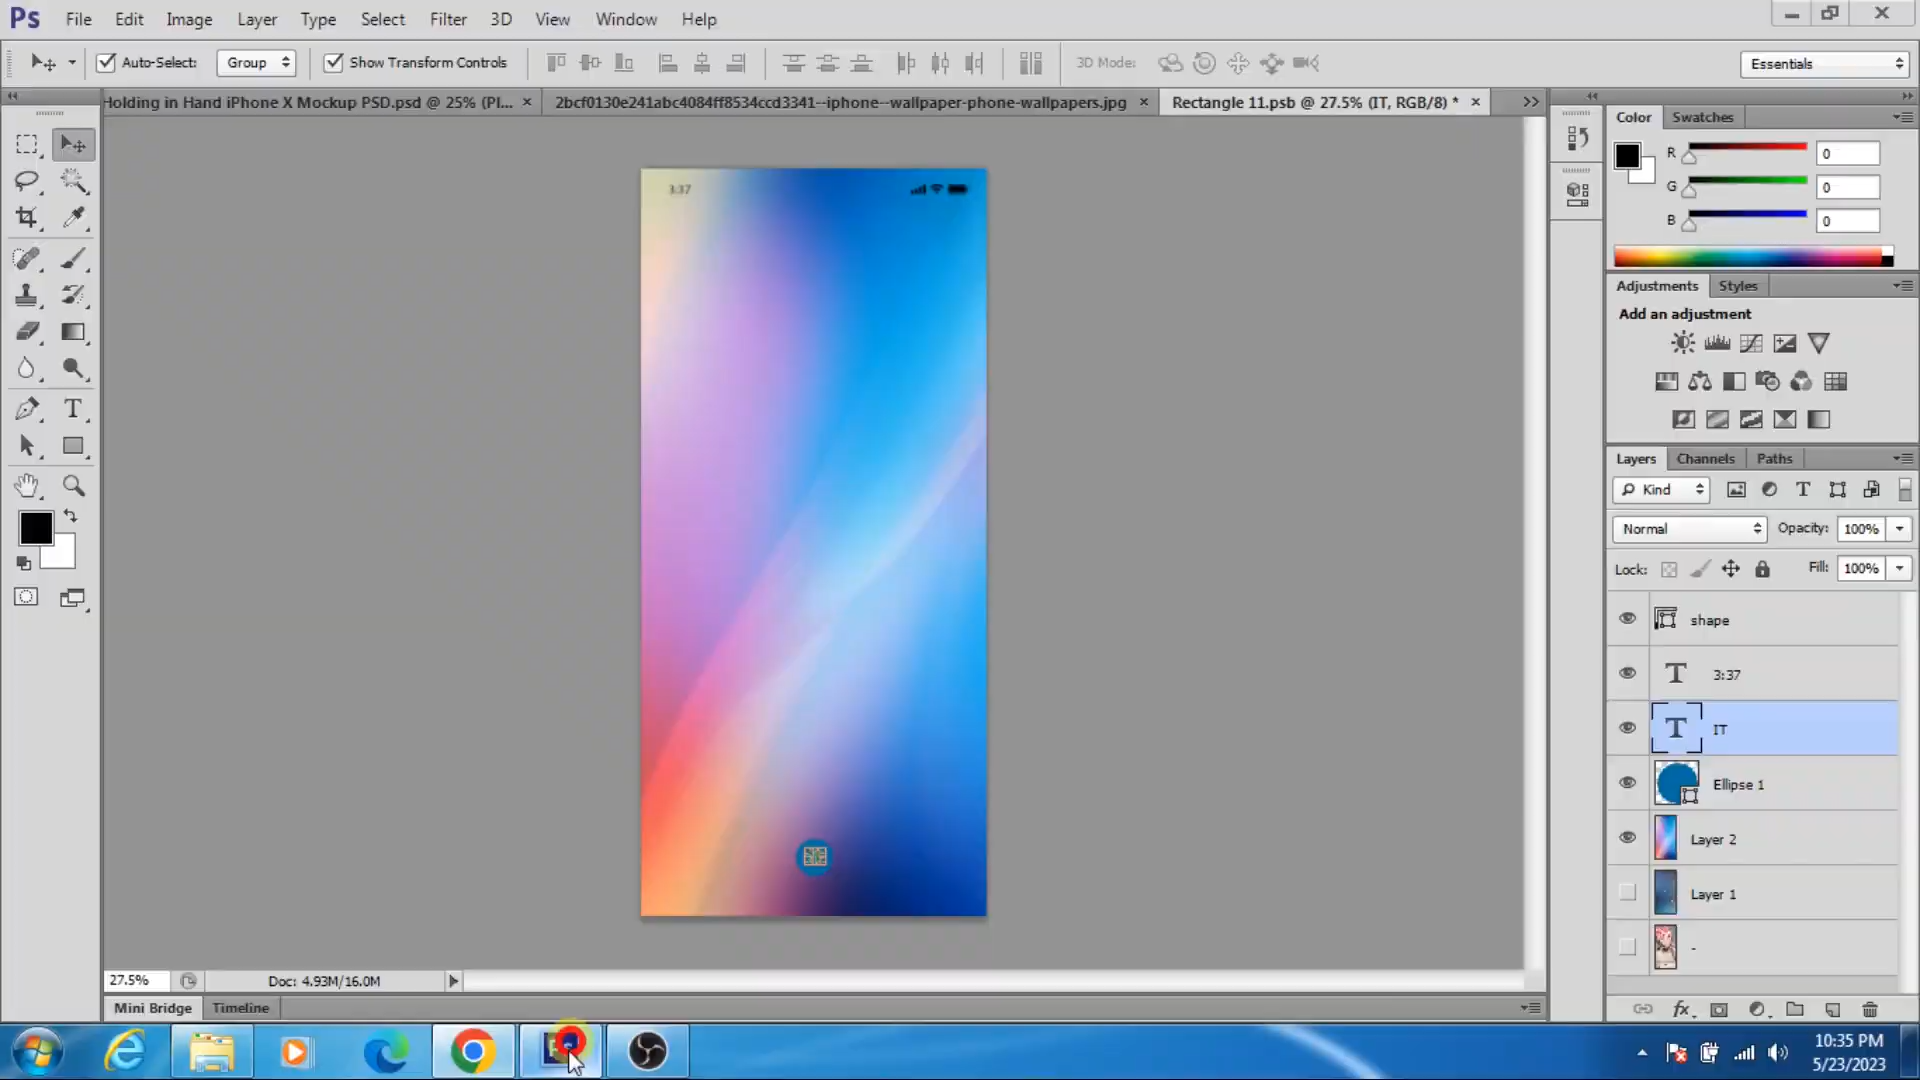 Ps File Edit Image Layer Type Select Filter 3D View Window Help
Auto-Select: Group Show Transform Controls 3D Mode: Essentials
Holding in Hand iPhone X Mockup PSD.psd @ 25% (Pl... × 2bcf0130e241abc4084ff8534ccd3341--iphone--wallpaper-phone-wallpapers.jpg × Rectangle 11.psb @ 27.5% (IT, RGB/8) * ×
Color Swatches
R 0
G 0
B 0
3:37
Adjustments Styles
Add an adjustment
Layers Channels Paths
Kind
Normal Opacity: 100%
Lock: Fill: 100%
shape
T 3:37
T IT
Ellipse 1
Layer 2
Layer 1
-
27.5% Doc: 4.93M/16.0M
Mini Bridge Timeline
10:35 PM
5/23/2023